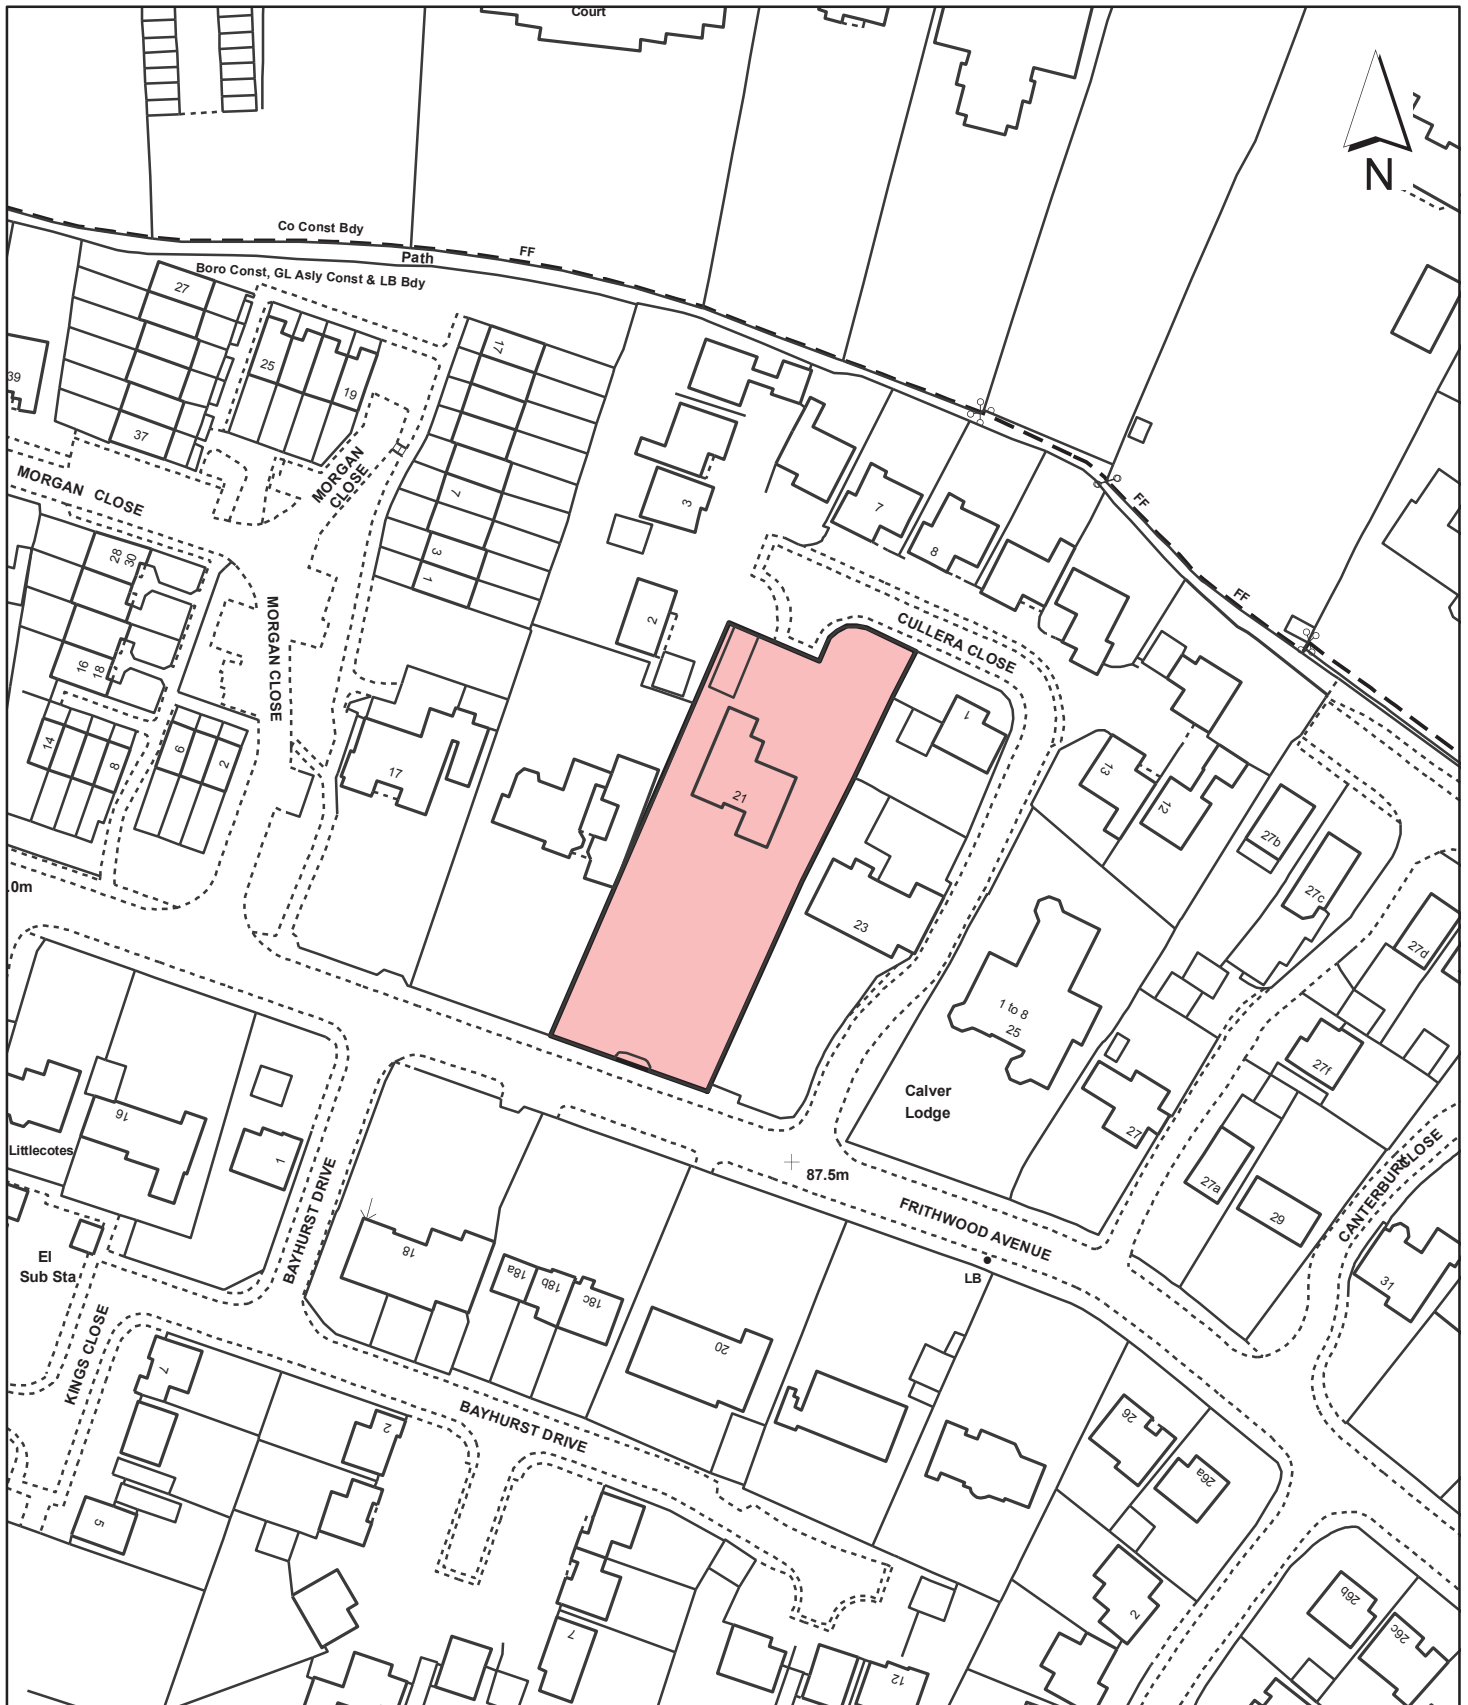 Court
N
Co Const Bdy
FF
Path
Boro Const, GL Asly Const & LB Bdy
27
17
39
25
19
37
MORGAN CLOSE
MORGAN
CLOSE
7
3
7
8
FF
FF
3
1
28
30
2
MORGAN CLOSE
CULLERA CLOSE
16
18
14
8
6
2
17
21
1
13
12
27b
27c
23
27d
.0m
1 to 8
25
27f
Calver
Lodge
27
16
1
Littlecotes
87.5m
27a
29
CANTERBURY CLOSE
BAYHURST DRIVE
FRITHWOOD AVENUE
El
Sub Sta
18
18a
18b
18c
LB
31
KINGS CLOSE
7
20
2
BAYHURST DRIVE
26
26a
5
7
12
2
26b
26c